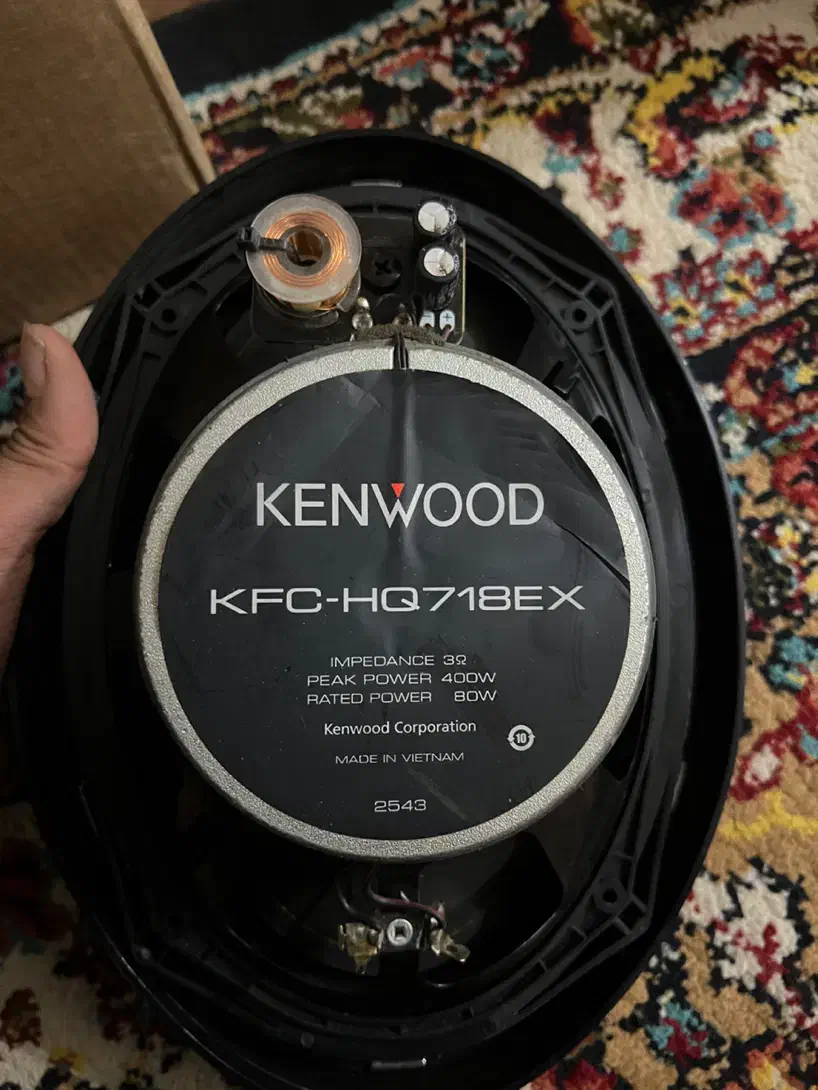 KENWOOD
KFC-HQ718EX
IMPEDANCE 3Ω
PEAK POWER 400W
RATED POWER 80W
Kenwood Corporation
10
MADE IN VIETNAM
2543